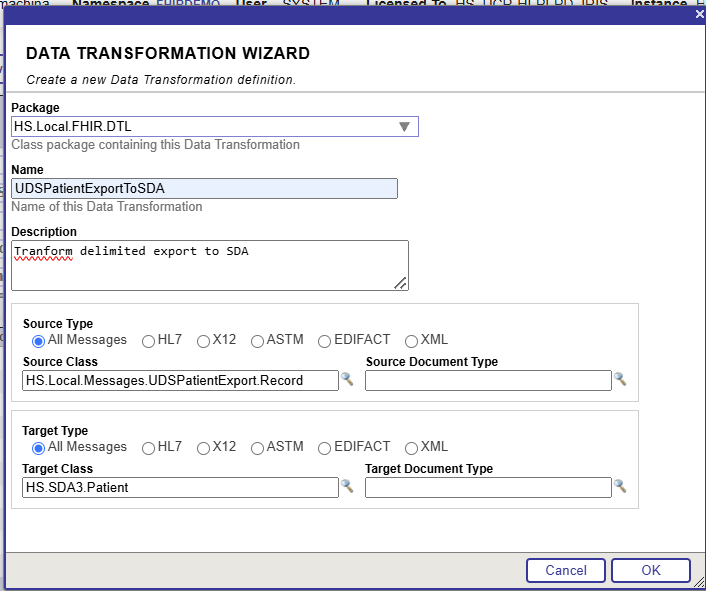 machina Namespace FHIRDEMO User SYSTEM Licensed To Instance
DATA TRANSFORMATION WIZARD
Create a new Data Transformation definition.
Package
HS.Local.FHIR.DTL
Class package containing this Data Transformation
Name
UDSPatientExportToSDA
Name of this Data Transformation
Description
Tranform delimited export to SDA
Source Type
All Messages HL7 X12 ASTM EDIFACT XML
Source Class Source Document Type
HS.Local.Messages.UDSPatientExport.Record
Target Type
All Messages HL7 X12 ASTM EDIFACT XML
Target Class Target Document Type
HS.SDA3.Patient
Cancel OK